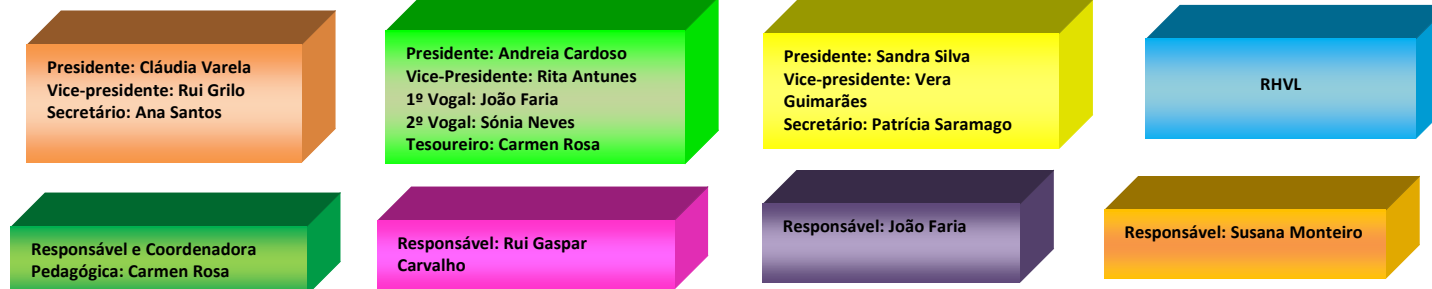 Presidente: Cláudia Varela
Vice-presidente: Rui Grilo
Secretário: Ana Santos
Presidente: Andreia Cardoso
Vice-Presidente: Rita Antunes
1º Vogal: João Faria
2º Vogal: Sónia Neves
Tesoureiro: Carmen Rosa
Presidente: Sandra Silva
Vice-presidente: Vera
Guimarães
Secretário: Patrícia Saramago
RHVL
Responsável e Coordenadora
Pedagógica: Carmen Rosa
Responsável: Rui Gaspar
Carvalho
Responsável: João Faria
Responsável: Susana Monteiro